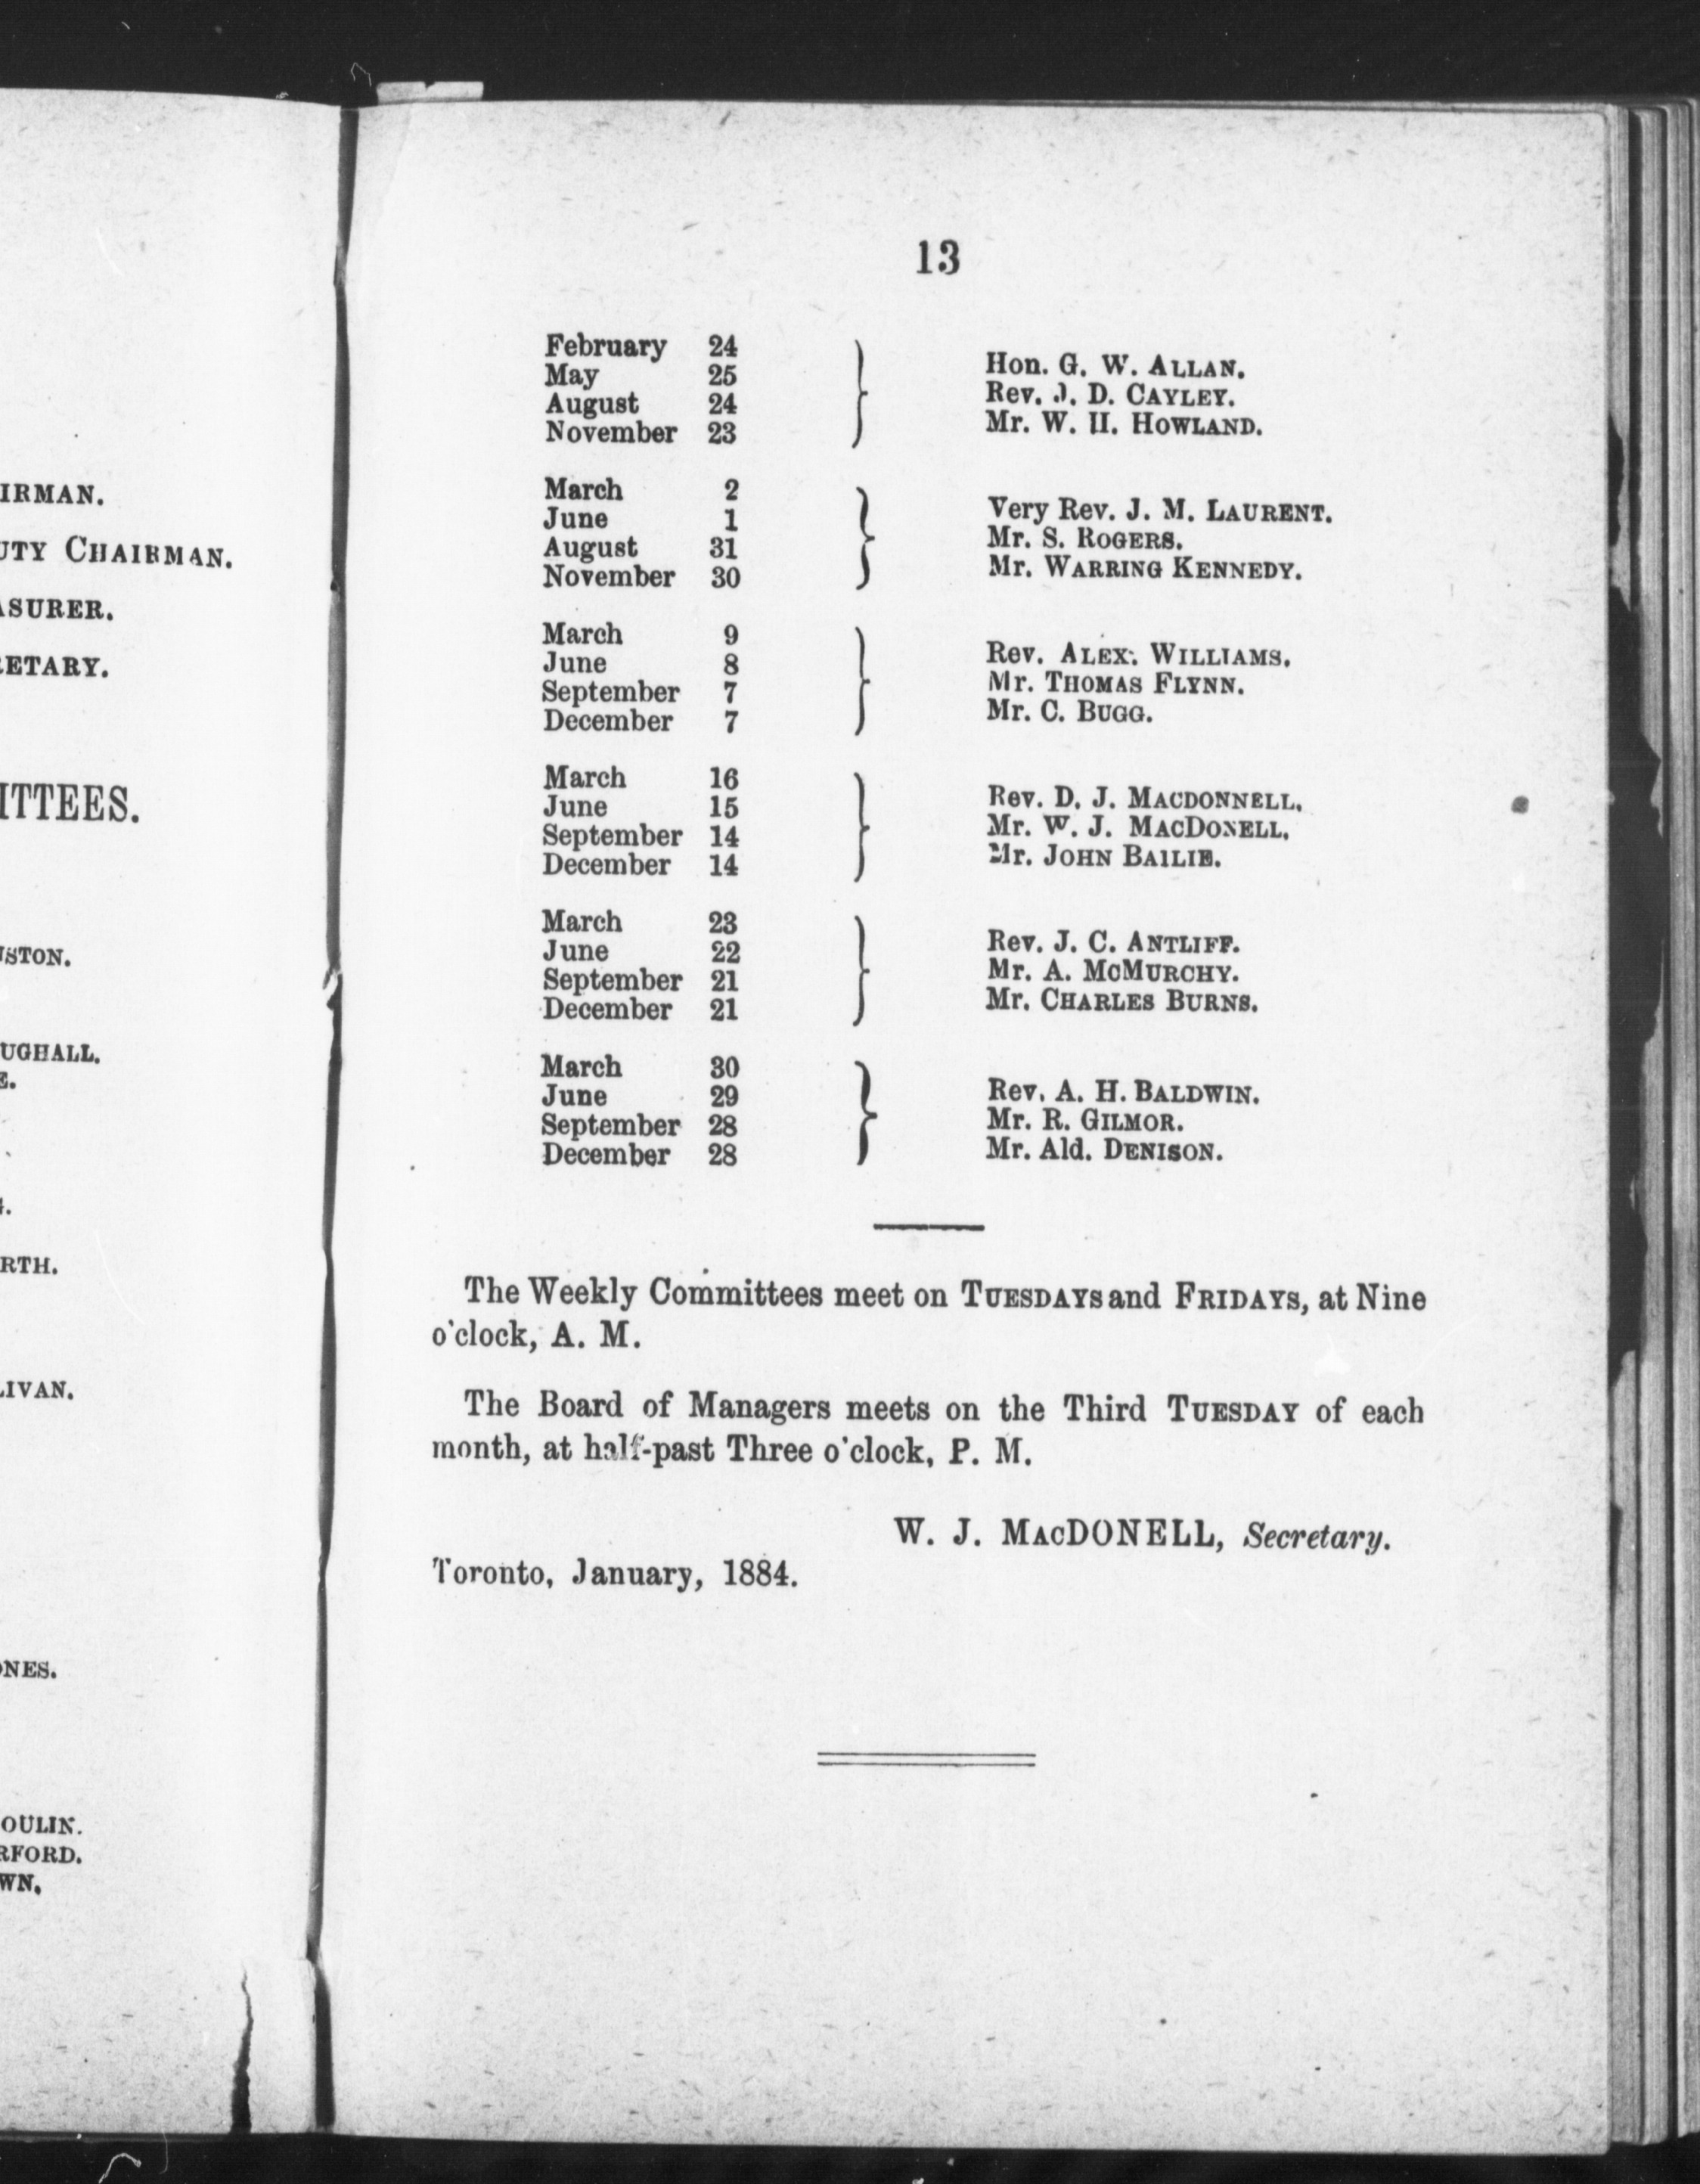 IRMAN.
UTY CHAIRMAN.
ASURER.
RETARY.
ITTEES.
USTON.
UGHALL.
E.
G.
RTH.
LIVAN.
ONES.
OULIN.
RFORD.
WN.
13
February 24
May 25
August 24
November 23
Hon. G. W. ALLAN.
Rev. J. D. CAYLEY.
Mr. W. H. HOWLAND.
March 2
June 1
August 31
November 30
Very Rev. J. M. LAURENT.
Mr. S. ROGERS.
Mr. WARRING KENNEDY.
March 9
June 8
September 7
December 7
Rev. ALEX. WILLIAMS.
Mr. THOMAS FLYNN.
Mr. C. BUGG.
March 16
June 15
September 14
December 14
Rev. D. J. MACDONNELL.
Mr. W. J. MACDONELL.
Mr. JOHN BAILIE.
March 23
June 22
September 21
December 21
Rev. J. C. ANTLIFF.
Mr. A. MCMURCHY.
Mr. CHARLES BURNS.
March 30
June 29
September 28
December 28
Rev. A. H. BALDWIN.
Mr. R. GILMOR.
Mr. Ald. DENISON.
The Weekly Committees meet on TUESDAYS and FRIDAYS, at Nine
o'clock, A. M.
The Board of Managers meets on the Third TUESDAY of each
month, at half-past Three o'clock, P. M.
W. J. MACDONELL, Secretary.
Toronto, January, 1884.